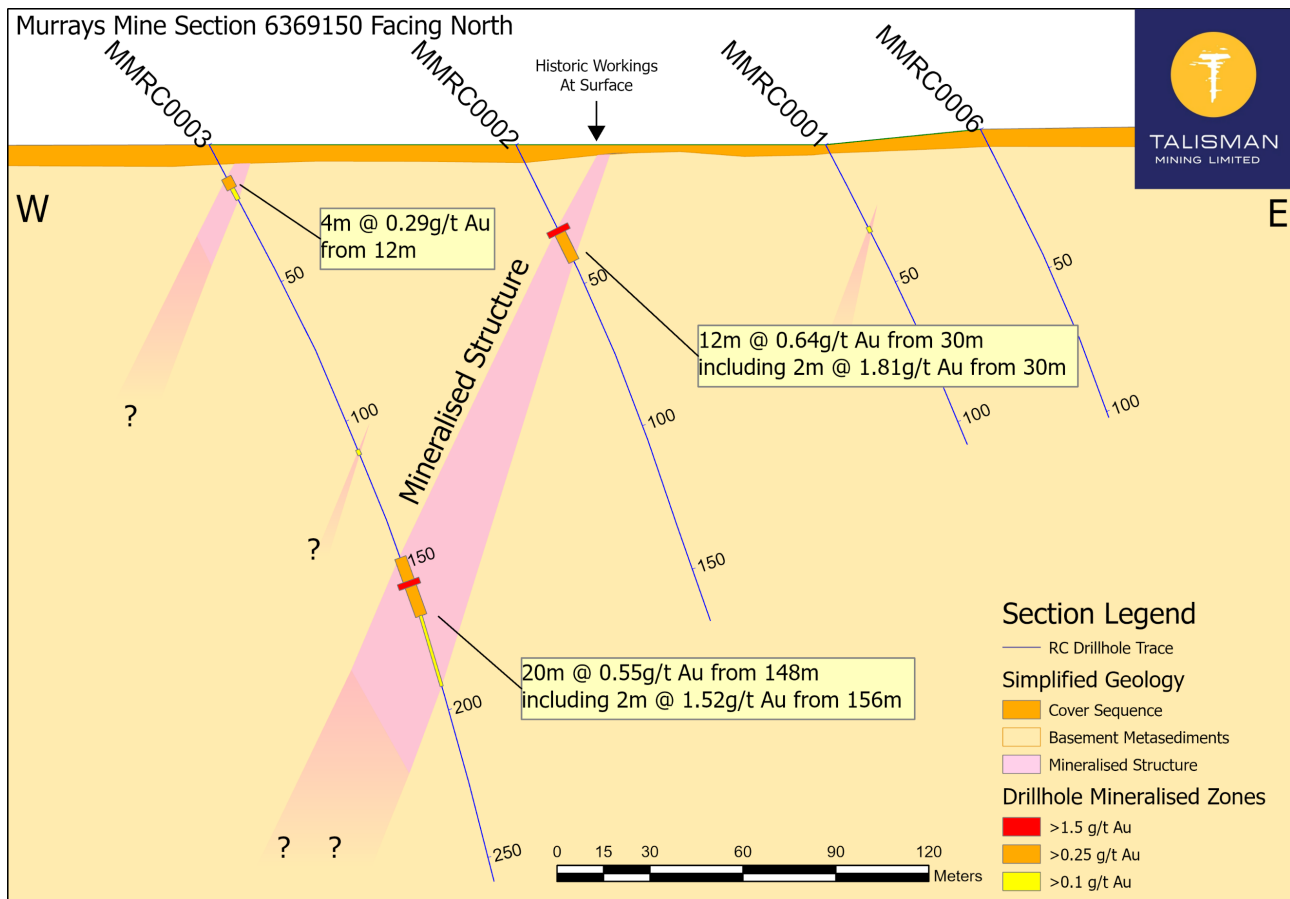 Murrays Mine Section 6369150 Facing North
MMRC0003
MMRC0002
Historic Workings
At Surface
MMRC0001
MMRC0006
TALISMAN
MINING LIMITED
W
E
4m @ 0.29g/t Au
from 12m
50
50
50
50
Mineralised Structure
12m @ 0.64g/t Au from 30m
including 2m @ 1.81g/t Au from 30m
?
100
100
100
100
?
150
150
20m @ 0.55g/t Au from 148m
including 2m @ 1.52g/t Au from 156m
200
? ?
250
0 15 30 60 90 120
Meters
Section Legend
RC Drillhole Trace
Simplified Geology
Cover Sequence
Basement Metasediments
Mineralised Structure
Drillhole Mineralised Zones
>1.5 g/t Au
>0.25 g/t Au
>0.1 g/t Au